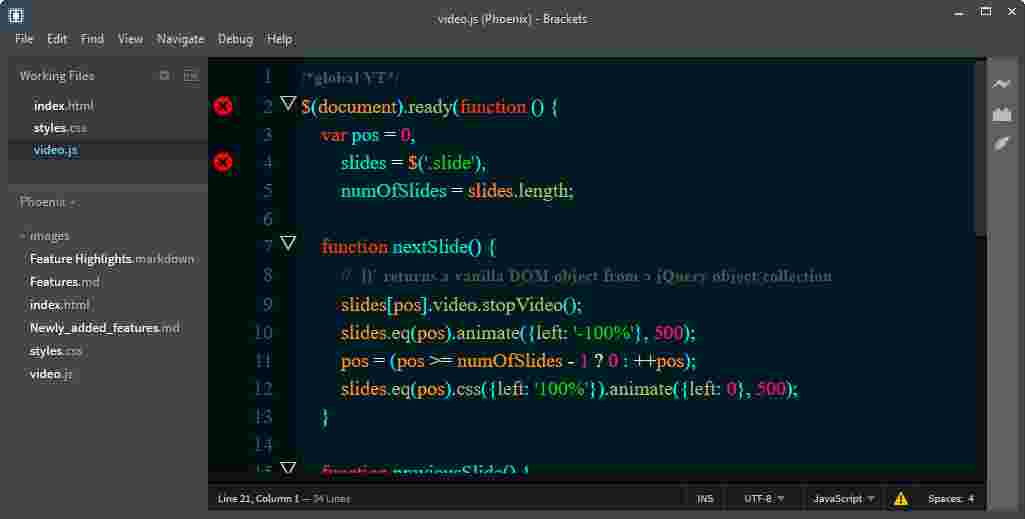 video.js (Phoenix) - Brackets
File Edit Find View Navigate Debug Help
Working Files
index.html
styles.css
video.js
Phoenix
images
Feature Highlights.markdown
Features.md
index.html
Newly_added_features.md
styles.css
video.js
1 /*global YT*/
2 $(document).ready(function () {
3 var pos = 0,
4 slides = $('.slide'),
5 numOfSlides = slides.length;
6
7 function nextSlide() {
8 // `[]` returns a vanilla DOM object from a jQuery object collection
9 slides[pos].video.stopVideo();
10 slides.eq(pos).animate({left: '-100%'}, 500);
11 pos = (pos >= numOfSlides - 1 ? 0 : ++pos);
12 slides.eq(pos).css({left: '100%'}).animate({left: 0}, 500);
13 }
14
15 function previousSlide() {
Line 21, Column 1 — 34 Lines
INS UTF-8 JavaScript Spaces: 4